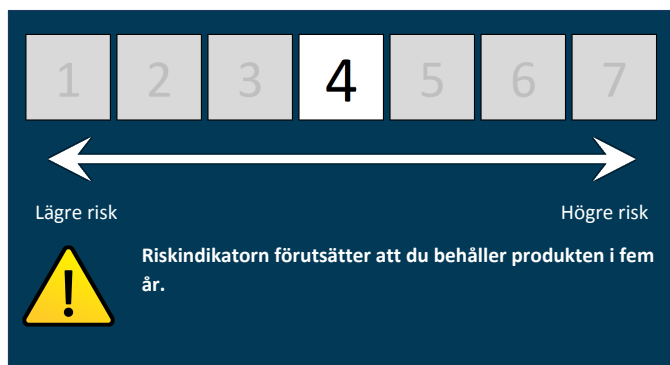 1 2 3 4 5 6 7
Lägre risk Högre risk
Riskindikatorn förutsätter att du behåller produkten i fem
år.